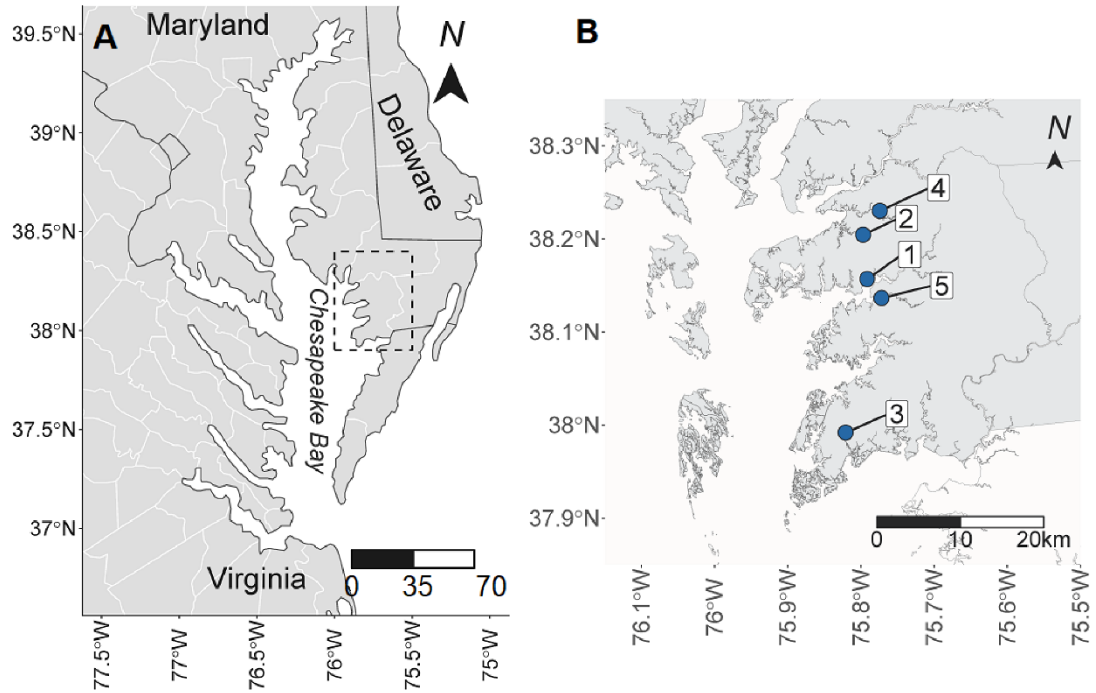 A
Maryland
N
Delaware
Chesapeake Bay
Virginia
0 35 70
39.5°N
39°N
38.5°N
38°N
37.5°N
37°N
77.5°W
77°W
76.5°W
76°W
75.5°W
75°W
B
N
4
2
1
5
3
0 10 20km
38.3°N
38.2°N
38.1°N
38°N
37.9°N
76.1°W
76°W
75.9°W
75.8°W
75.7°W
75.6°W
75.5°W